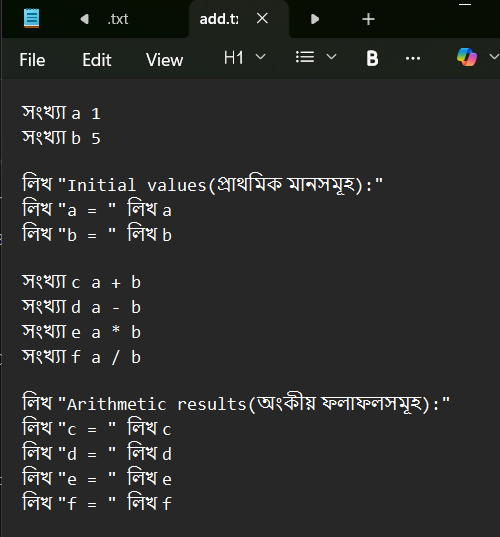 .txt
add.t:
File
Edit
View
H1
B
সংখ্যা a 1
সংখ্যা b 5
লিখ "Initial values(প্রাথমিক মানসমূহ):"
লিখ "a = " লিখ a
লিখ "b = " লিখ b
সংখ্যা c a + b
সংখ্যা d a - b
সংখ্যা e a * b
সংখ্যা f a / b
লিখ "Arithmetic results(অংকীয় ফলাফলসমূহ):"
লিখ "c = " লিখ c
লিখ "d = " লিখ d
লিখ "e = " লিখ e
লিখ "f = " লিখ f